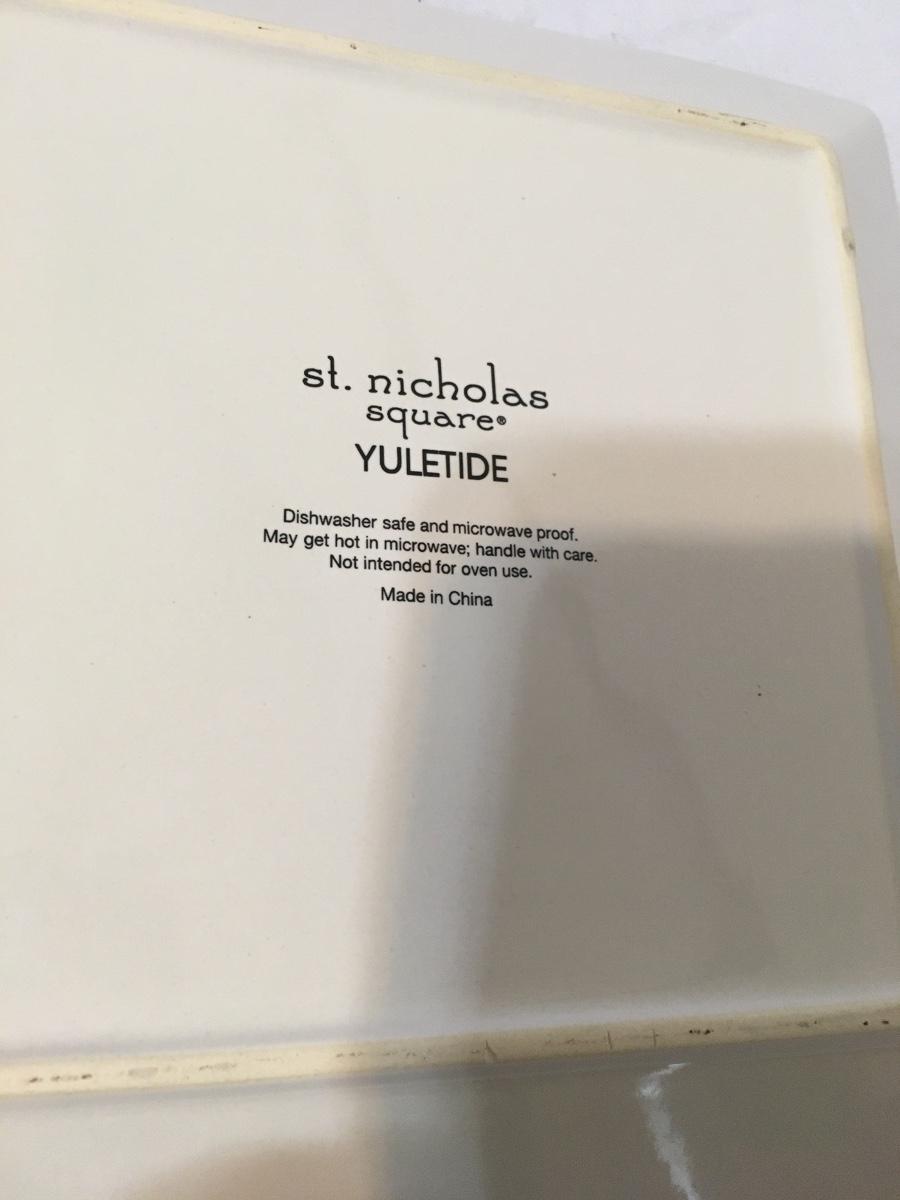 st. nicholas
square®
YULETIDE
Dishwasher safe and microwave proof.
May get hot in microwave; handle with care.
Not intended for oven use.
Made in China